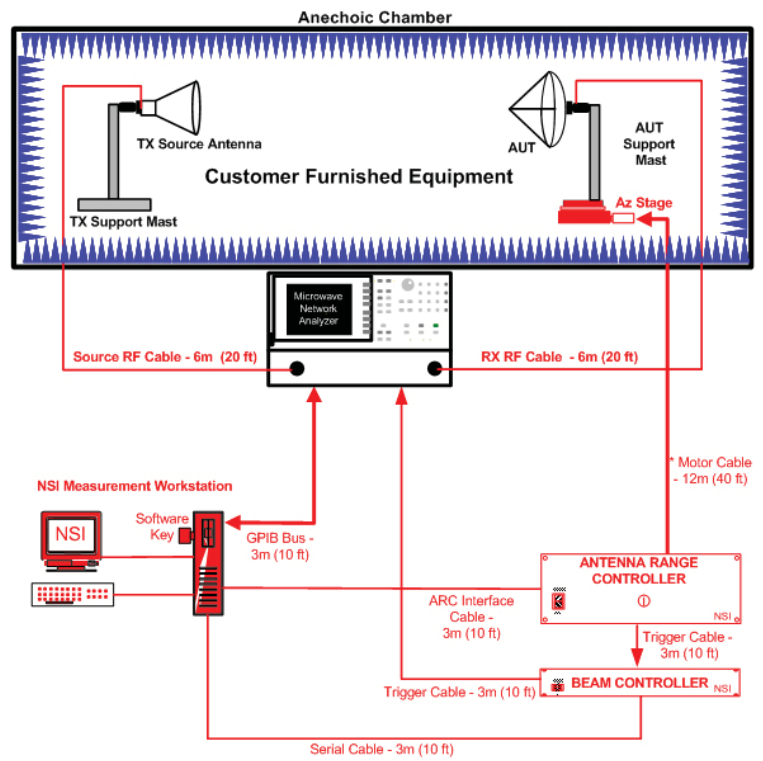 Anechoic Chamber
TX Source Antenna
AUT
AUT
Support
Mast
Customer Furnished Equipment
Az Stage
TX Support Mast
Microwave
Network
Analyzer
Source RF Cable - 6m (20 ft)
RX RF Cable - 6m (20 ft)
* Motor Cable
- 12m (40 ft)
NSI Measurement Workstation
Software
Key
NSI
GPIB Bus -
3m (10 ft)
ANTENNA RANGE
CONTROLLER
NSI
ARC Interface
Cable -
3m (10 ft)
Trigger Cable -
3m (10 ft)
BEAM CONTROLLER
NSI
Trigger Cable - 3m (10 ft)
Serial Cable - 3m (10 ft)